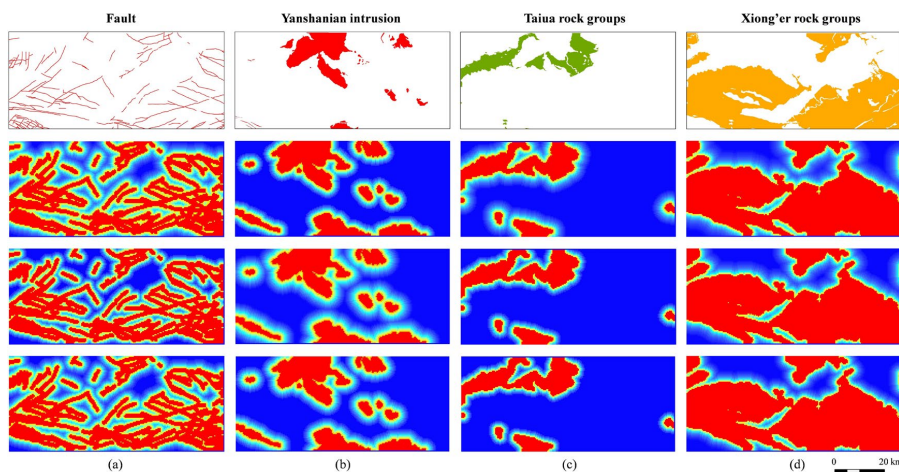 Fault
Yanshanian intrusion
Taiua rock groups
Xiong'er rock groups
(a)
(b)
(c)
(d)
0 20 km